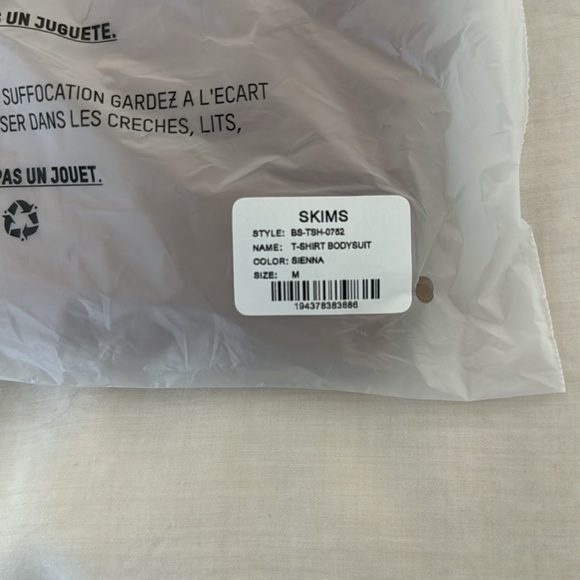 UN JUGUETE.
SUFFOCATION GARDEZ A L'ECART
SER DANS LES CRECHES, LITS,
PAS UN JOUET.
SKIMS
STYLE: BS-TSH-0752
NAME: T-SHIRT BODYSUIT
COLOR: SIENNA
SIZE: M
194378383886